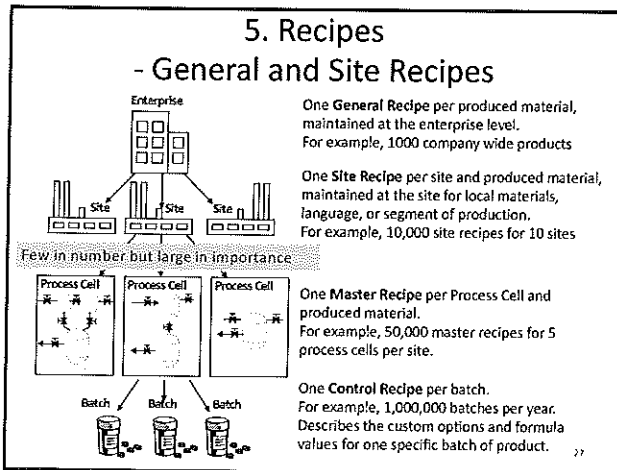 5. Recipes
- General and Site Recipes
Enterprise
One General Recipe per produced material,
maintained at the enterprise level.
For example, 1000 company wide products
Site Site Site
One Site Recipe per site and produced material,
maintained at the site for local materials,
language, or segment of production.
For example, 10,000 site recipes for 10 sites
Few in number but large in importance
Process Cell Process Cell Process Cell
One Master Recipe per Process Cell and
produced material.
For example, 50,000 master recipes for 5
process cells per site.
Batch Batch Batch
One Control Recipe per batch.
For example, 1,000,000 batches per year.
Describes the custom options and formula
values for one specific batch of product.